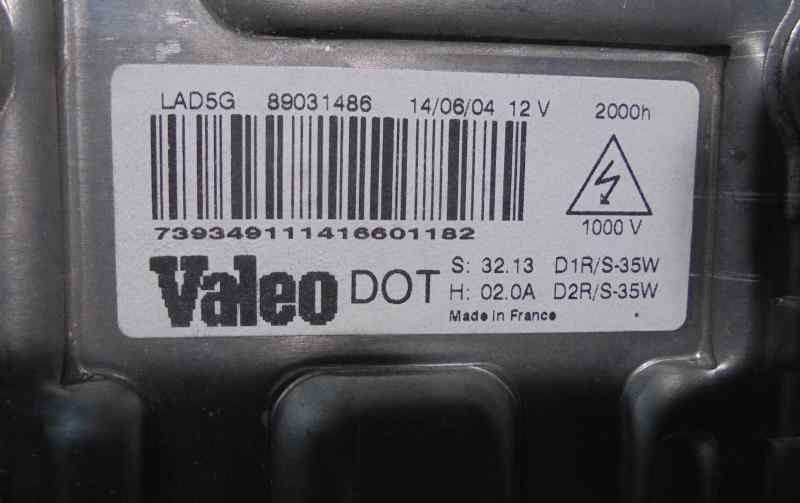 LAD5G 89031486 14/06/04 12 V 2000h
1000 V
739349111416601182
Valeo DOT S: 32.13 D1R/S-35W
H: 02.0A D2R/S-35W
Made in France